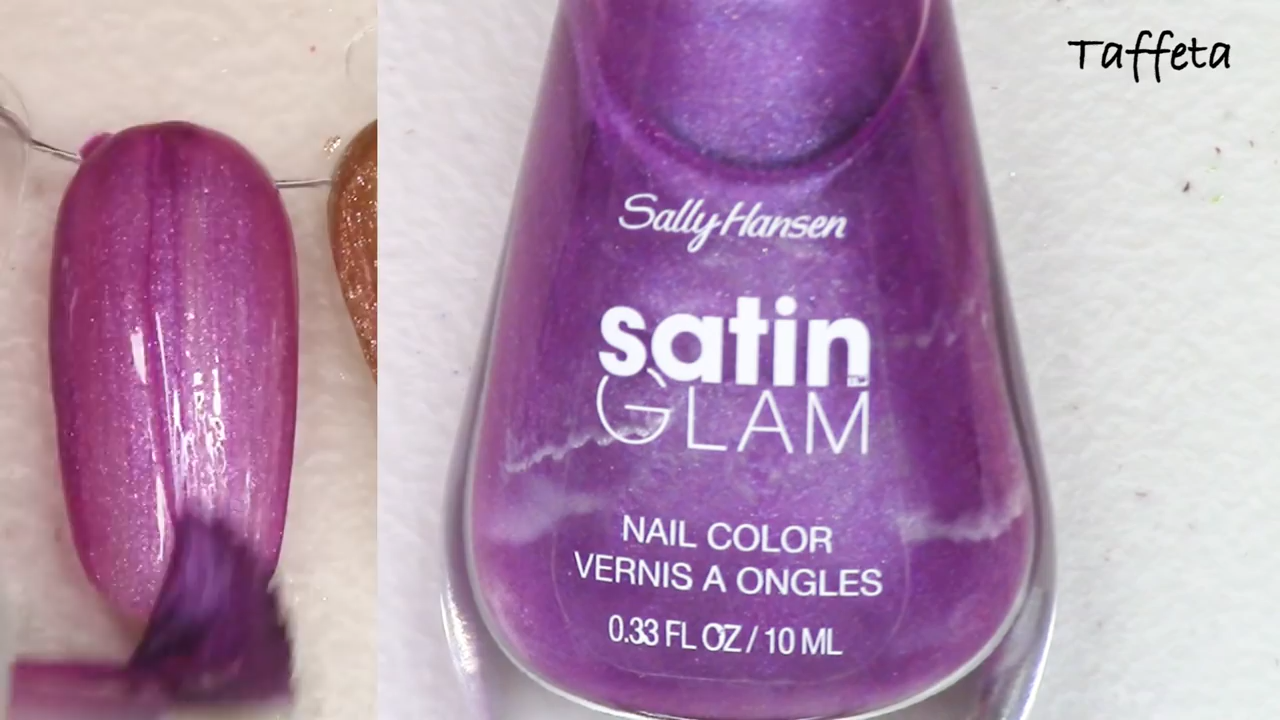 Taffeta
Sally Hansen
satin
GLAM
NAIL COLOR
VERNIS A ONGLES
0.33 FL OZ / 10 ML